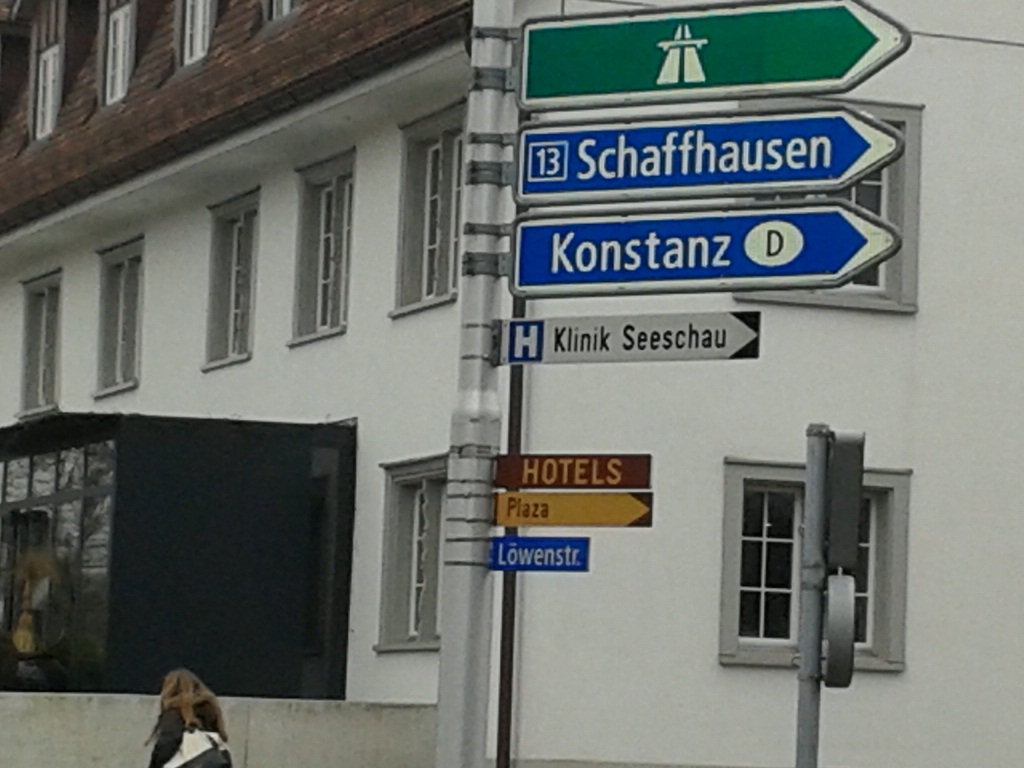 13 Schaffhausen
Konstanz D
H Klinik Seeschau
HOTELS
Plaza
Löwenstr.